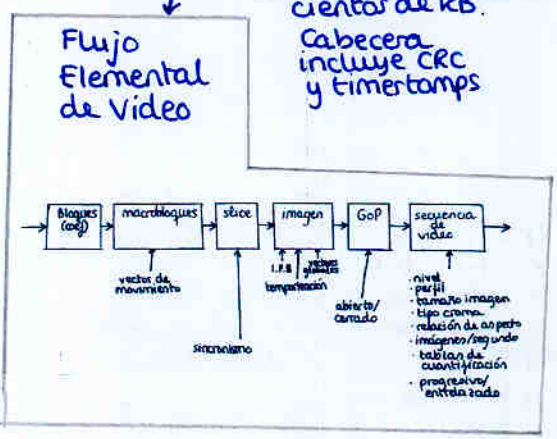 cientos de KB.
Cabecera
incluye CRC
y timestamps
Flujo
Elemental
de Video
Bloques
(coef)
macrobloques
slice
imagen
GoP
secuencia
de
video
vectores de
movimiento
sincronismo
I.P.B
vectores
globales
temporización
abierto/
cerrado
· nivel
· perfil
· tamaño imagen
· tipo croma
· relación de aspecto
· imágenes/segundo
· tablas de
cuantificación
· progresivo/
entrelazado